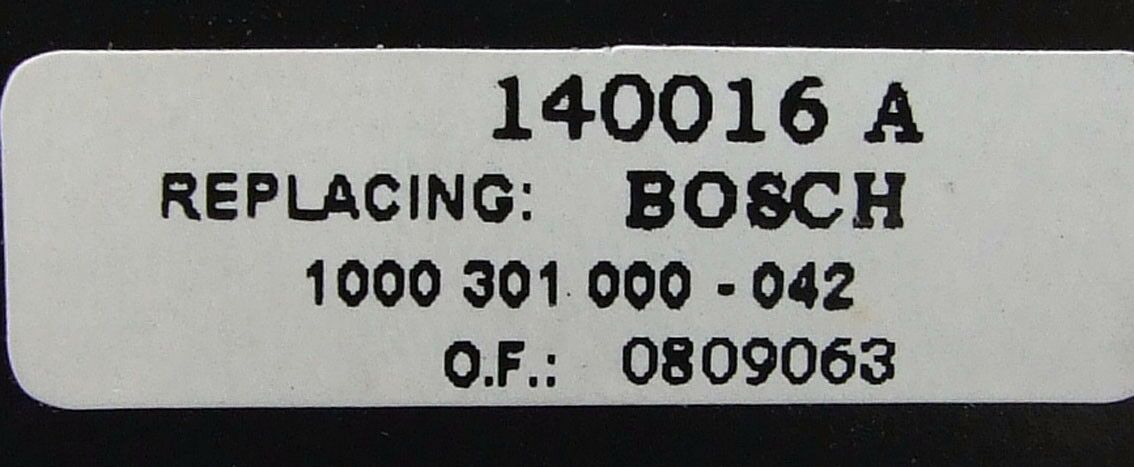 140016 A
REPLACING: BOSCH
1000 301 000 - 042
O.F.: 0809063